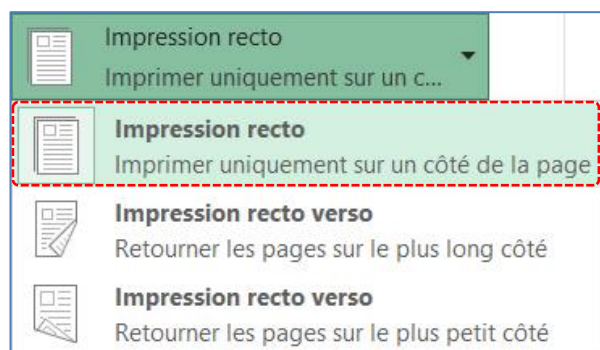 Impression recto
Imprimer uniquement sur un c...
Impression recto
Imprimer uniquement sur un côté de la page
Impression recto verso
Retourner les pages sur le plus long côté
Impression recto verso
Retourner les pages sur le plus petit côté